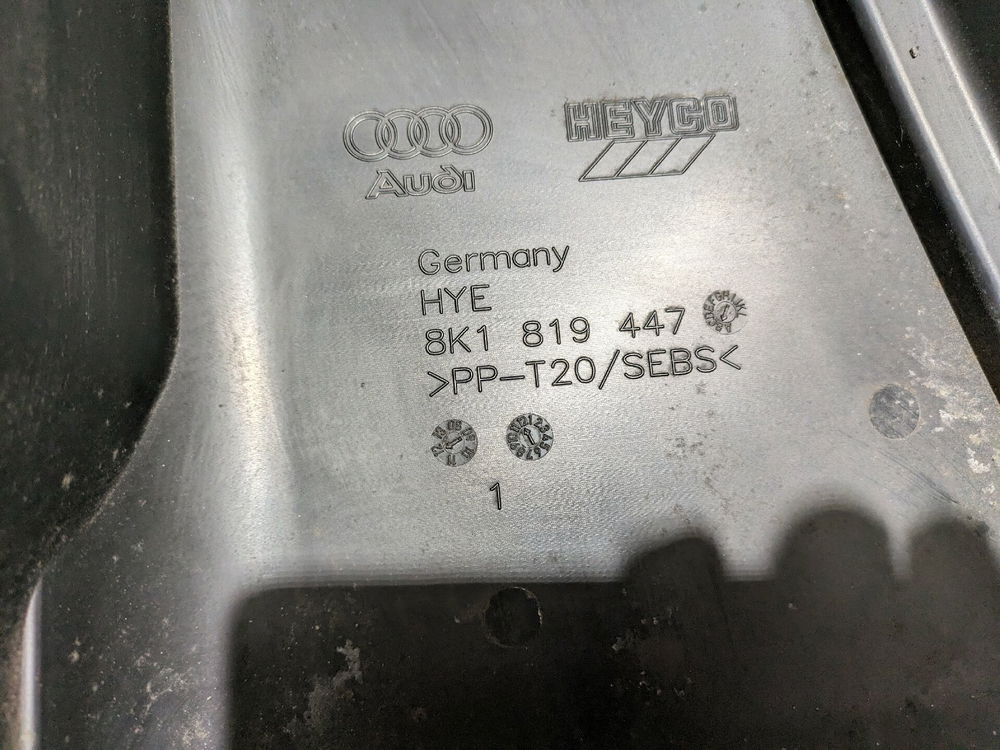 Audi
HEYCO
Germany
HYE
8K1 819 447
>PP-T20/SEBS<
1